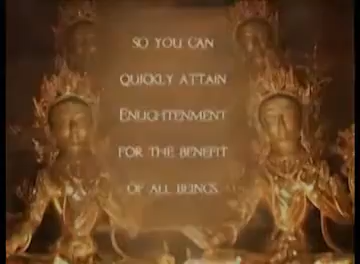 SO YOU CAN
QUICKLY ATTAIN
ENLIGHTENMENT
FOR THE BENEFIT
OF ALL BEINGS.